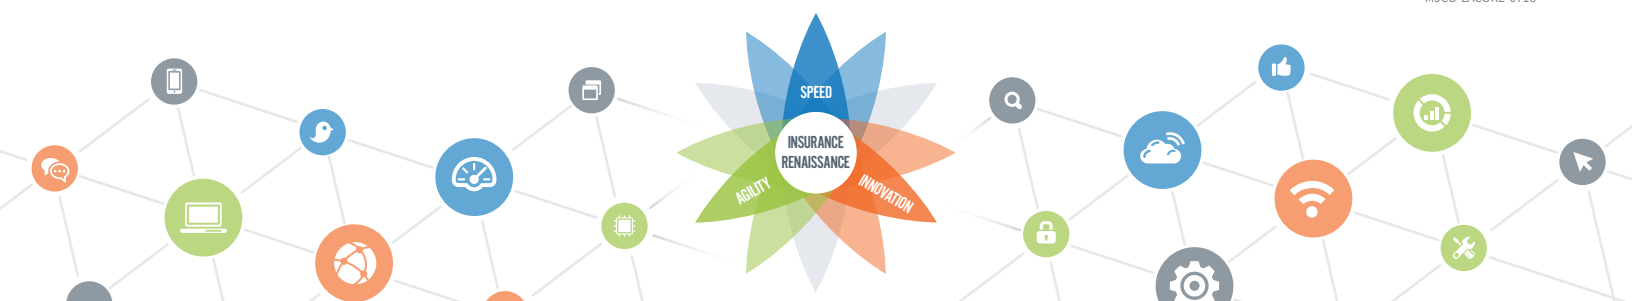 SPEED
INSURANCE
RENAISSANCE
AGILITY
INNOVATION